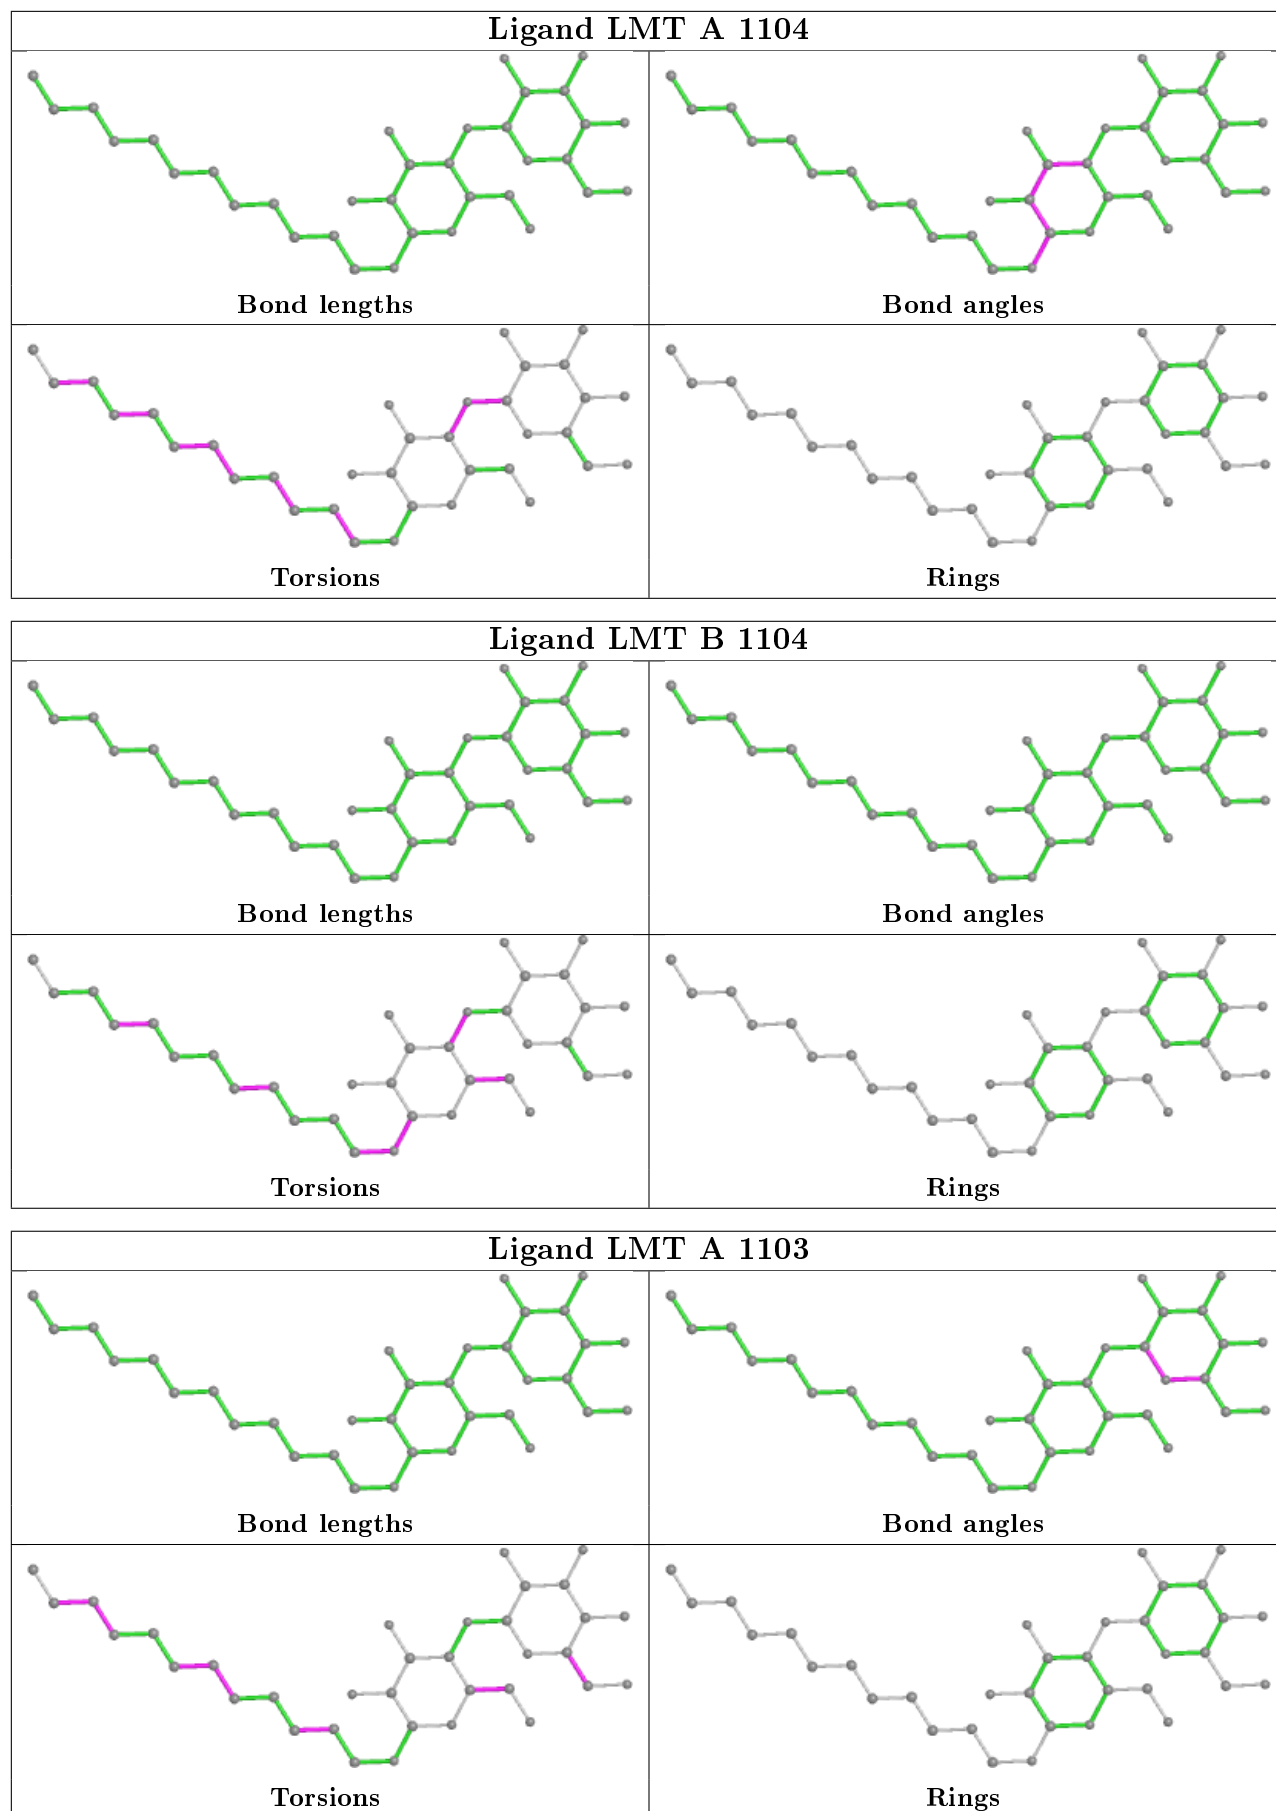 Ligand LMT A 1104
Bond lengths
Bond angles
Torsions
Rings
Ligand LMT B 1104
Bond lengths
Bond angles
Torsions
Rings
Ligand LMT A 1103
Bond lengths
Bond angles
Torsions
Rings